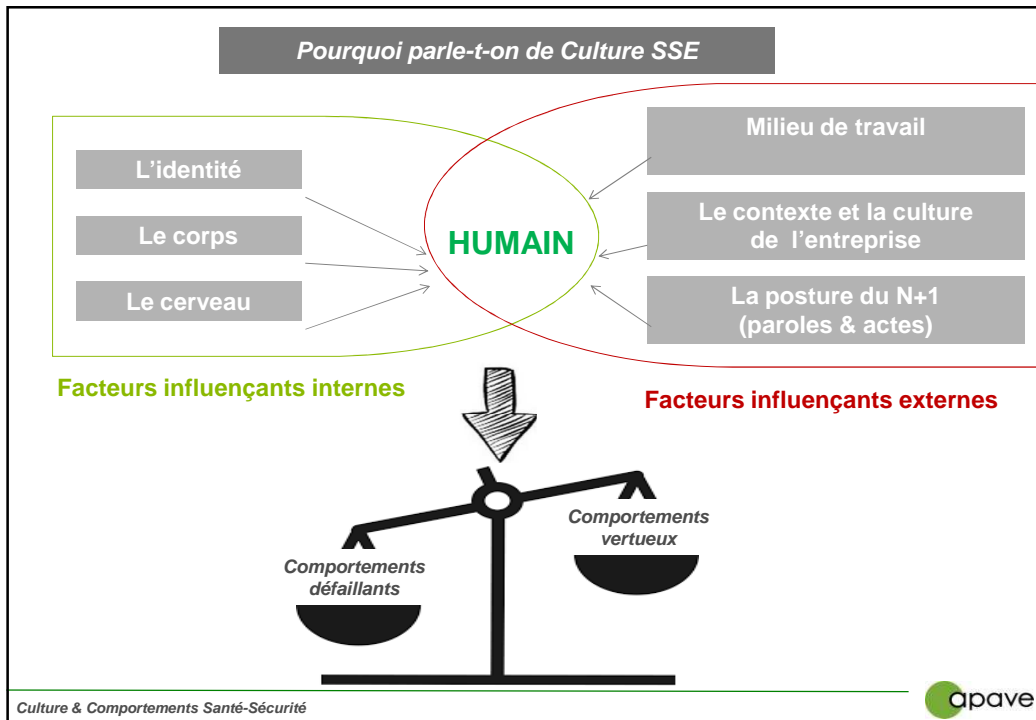 Pourquoi parle-t-on de Culture SSE
L'identité
Le corps
Le cerveau
HUMAIN
Milieu de travail
Le contexte et la culture
de l'entreprise
La posture du N+1
(paroles & actes)
Facteurs influençants internes
Facteurs influençants externes
Comportements
défaillants
Comportements
vertueux
Culture & Comportements Santé-Sécurité
apave